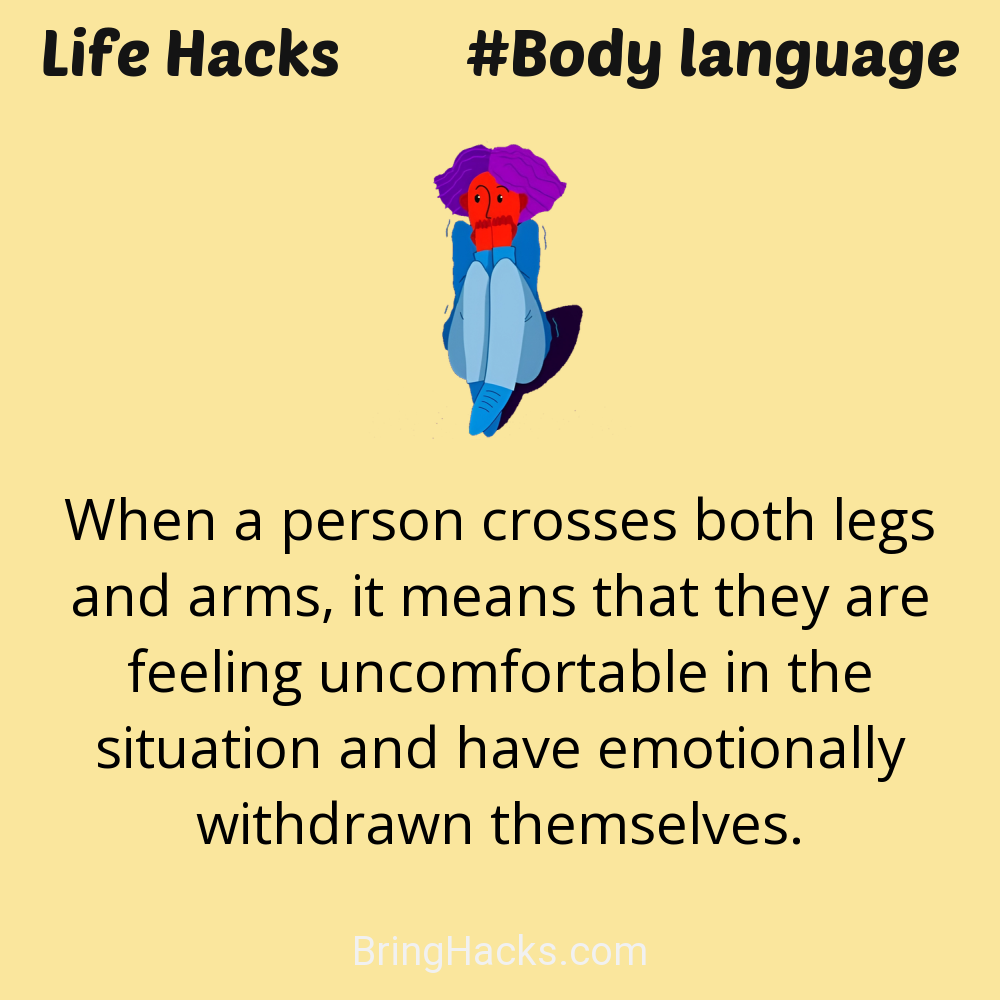 Life Hacks #Body language
When a person crosses both legs
and arms, it means that they are
feeling uncomfortable in the
situation and have emotionally
withdrawn themselves.
BringHacks.com